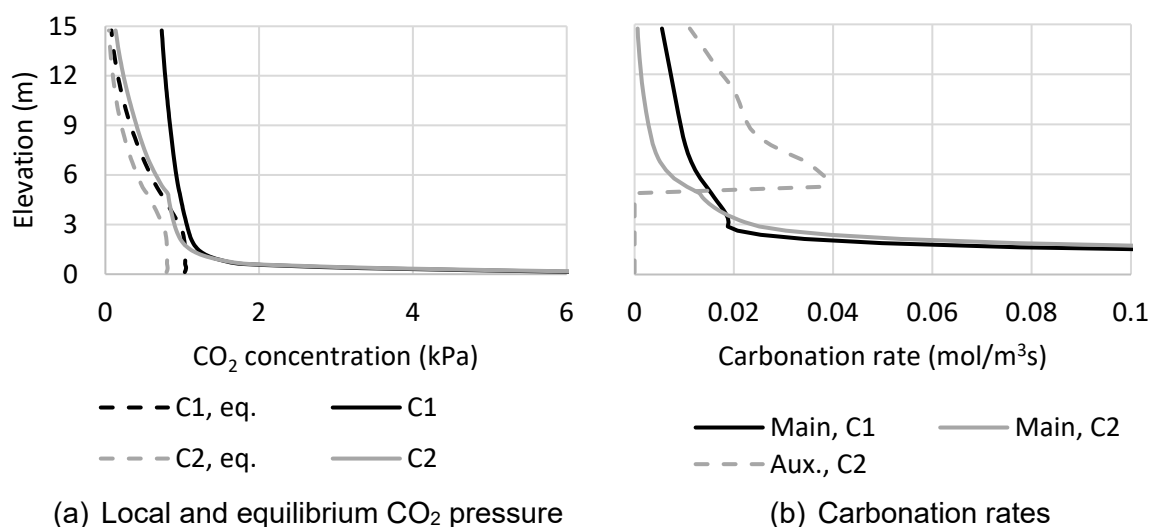 15
12
9
6
3
0
Elevation (m)
0
2
4
6
CO₂ concentration (kPa)
C1, eq.
C1
C2, eq.
C2
(a) Local and equilibrium CO₂ pressure
0
0.02
0.04
0.06
0.08
0.1
Carbonation rate (mol/m³s)
Main, C1
Main, C2
Aux., C2
(b) Carbonation rates